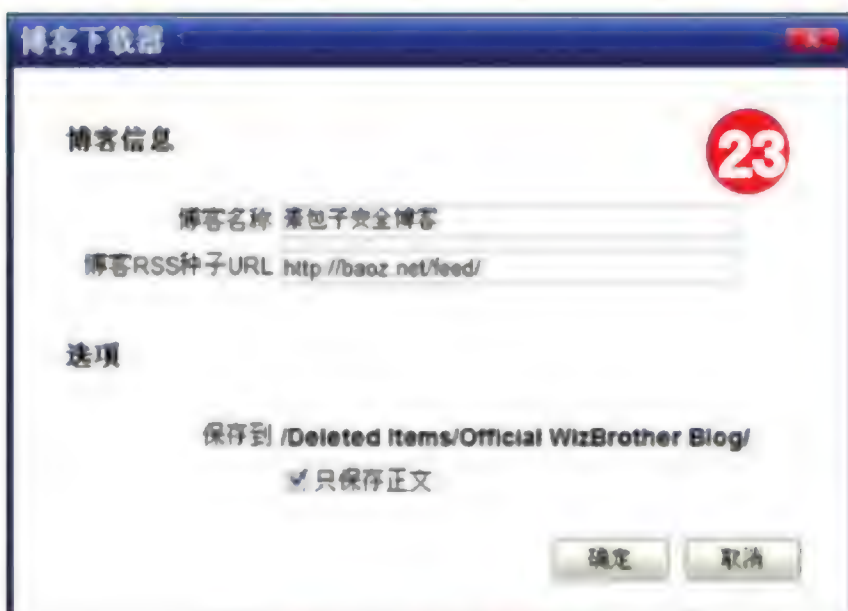 博客下载器
博客信息
23
博客名称 包子安全博客
博客RSS种子URL http://baoz.net/feed/
选项
保存到 /Deleted Items/Official WizBrother Blog/
只保存正文
确定 取消